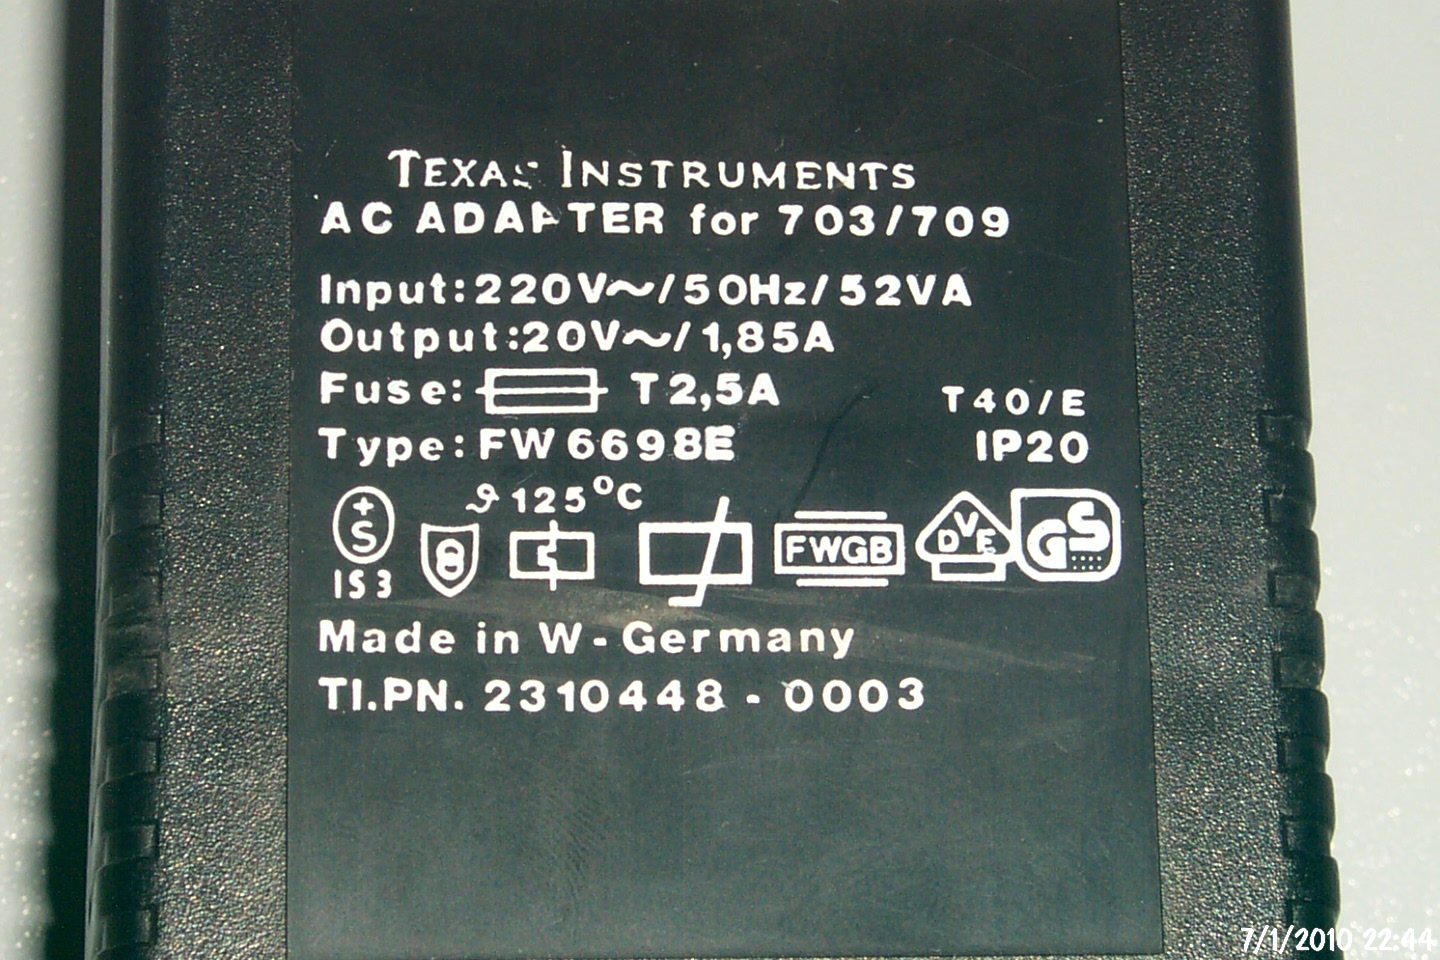 TEXAS INSTRUMENTS
AC ADAPTER for 703/709
Input:220V~/50Hz/52VA
Output:20V~/1,85A
Fuse: T2,5A
T40/E
Type:FW6698E
IP20
ϑ 125°C
+S
IS3
8
FWGB
DVE
GS
Made in W-Germany
TI.PN. 2310448-0003
7/1/2010 22:44